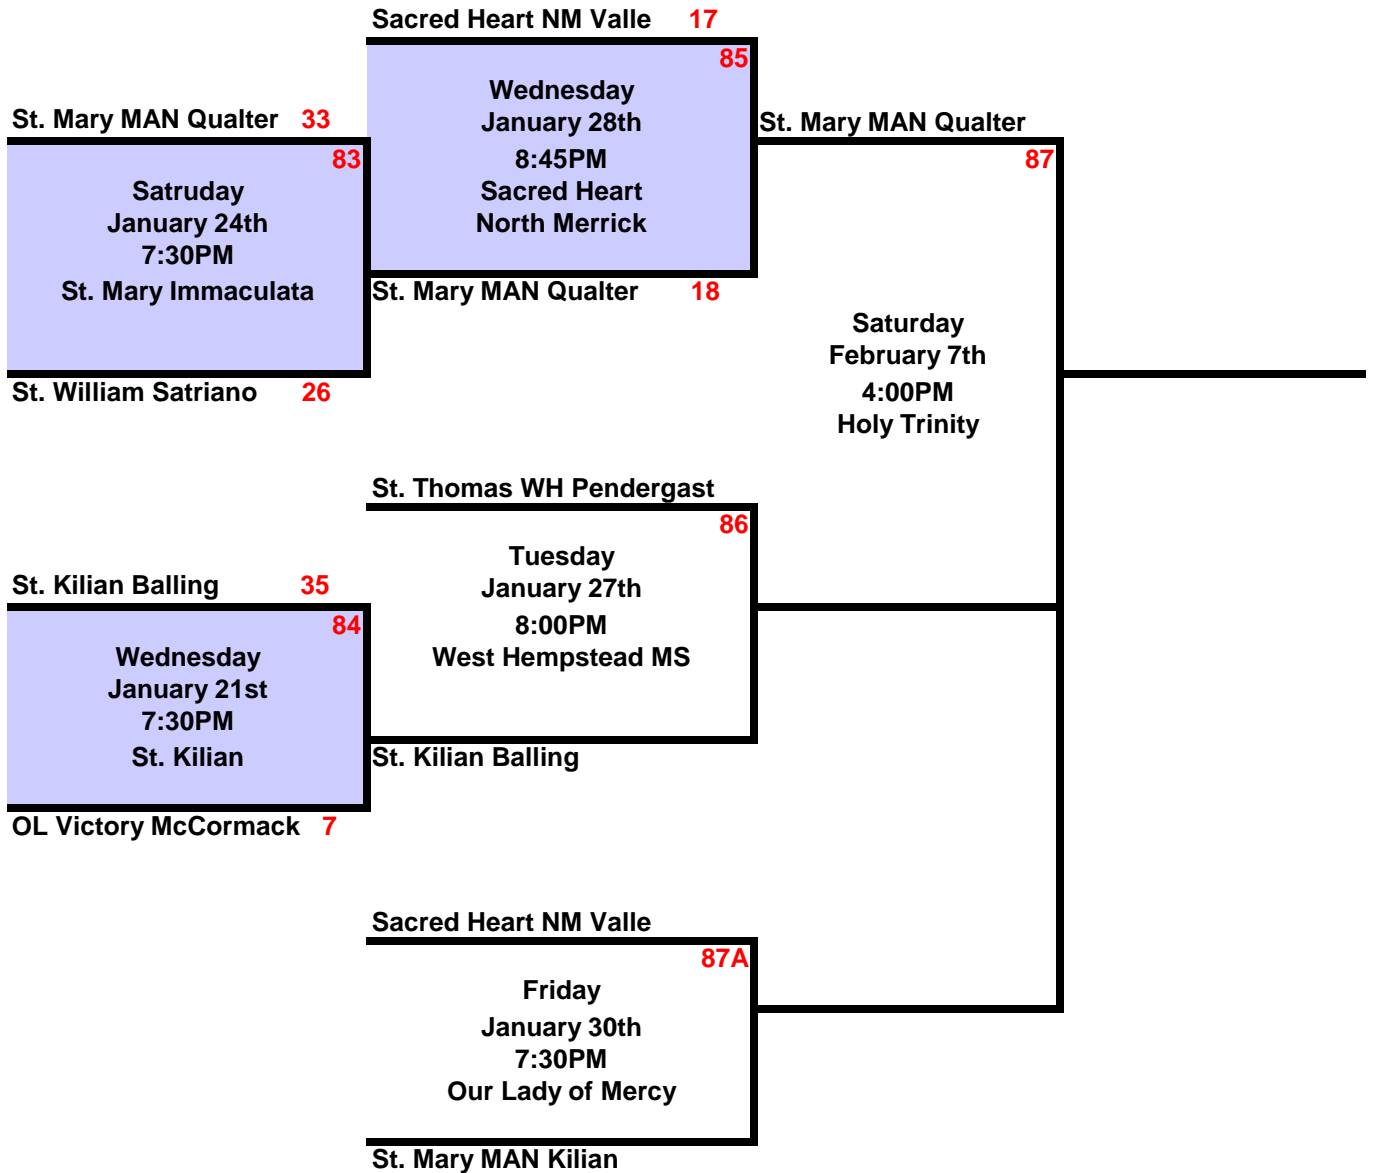 Sacred Heart NM Valle 17
85
Wednesday
January 28th
8:45PM
Sacred Heart
North Merrick
St. Mary MAN Qualter 33
83
Satruday
January 24th
7:30PM
St. Mary Immaculata
St. Mary MAN Qualter
87
St. Mary MAN Qualter 18
St. William Satriano 26
Saturday
February 7th
4:00PM
Holy Trinity
St. Thomas WH Pendergast
86
Tuesday
January 27th
8:00PM
West Hempstead MS
St. Kilian Balling 35
84
Wednesday
January 21st
7:30PM
St. Kilian
St. Kilian Balling
OL Victory McCormack 7
Sacred Heart NM Valle
87A
Friday
January 30th
7:30PM
Our Lady of Mercy
St. Mary MAN Kilian